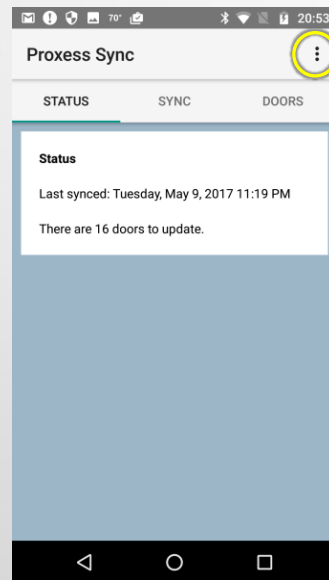 70°
20:53
Proxess Sync
STATUS SYNC DOORS
Status
Last synced: Tuesday, May 9, 2017 11:19 PM
There are 16 doors to update.